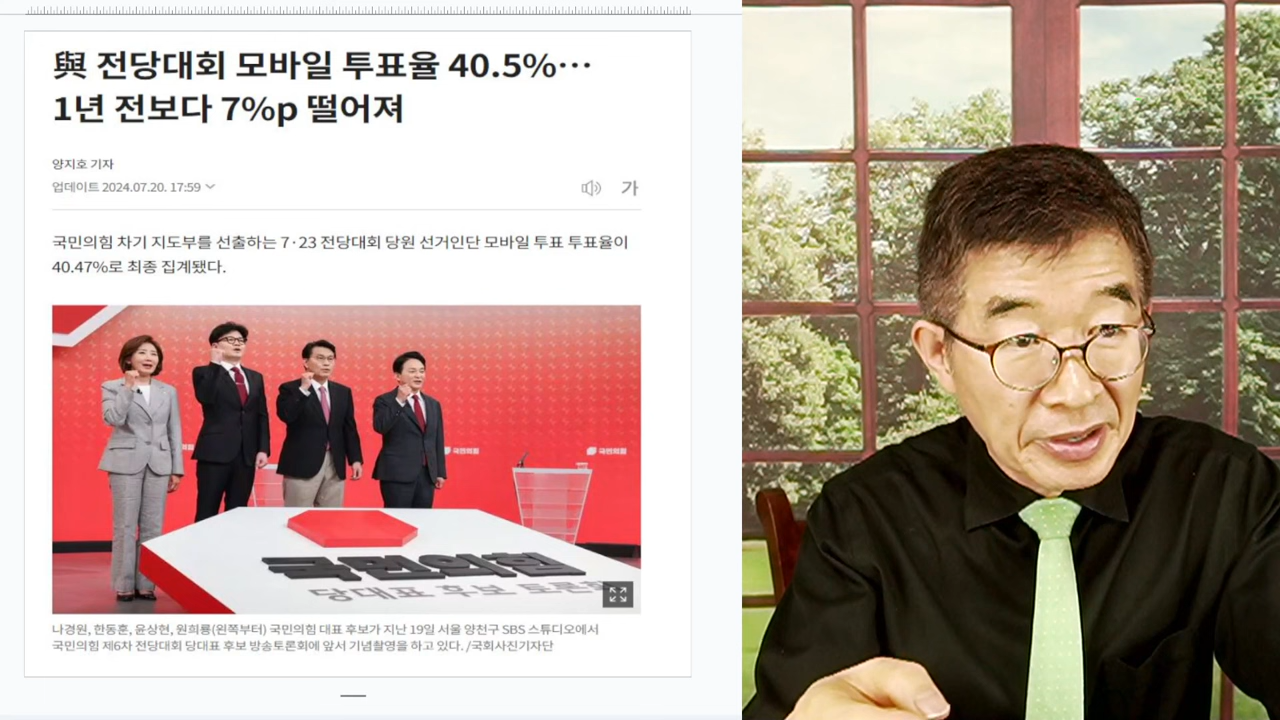 與 전당대회 모바일 투표율 40.5%…
1년 전보다 7%p 떨어져
양지호 기자
업데이트 2024.07.20. 17:59
가
국민의힘 차기 지도부를 선출하는 7·23 전당대회 당원 선거인단 모바일 투표 투표율이
40.47%로 최종 집계됐다.
국민의힘
국민의힘
국민의힘
당대표 후보 토론회
나경원, 한동훈, 윤상현, 원희룡(왼쪽부터) 국민의힘 대표 후보가 지난 19일 서울 양천구 SBS 스튜디오에서
국민의힘 제6차 전당대회 당대표 후보 방송토론회에 앞서 기념촬영을 하고 있다. /국회사진기자단